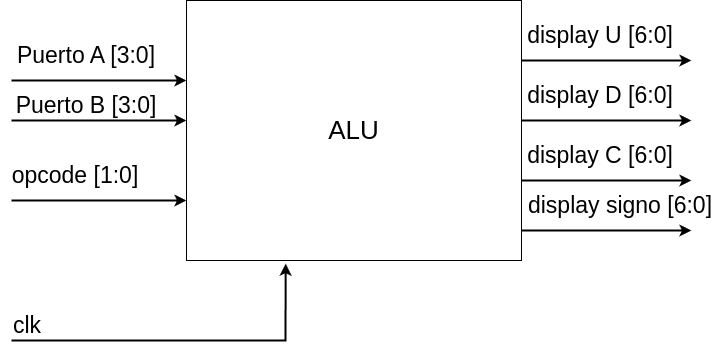 Puerto A [3:0]
Puerto B [3:0]
opcode [1:0]
clk
ALU
display U [6:0]
display D [6:0]
display C [6:0]
display signo [6:0]